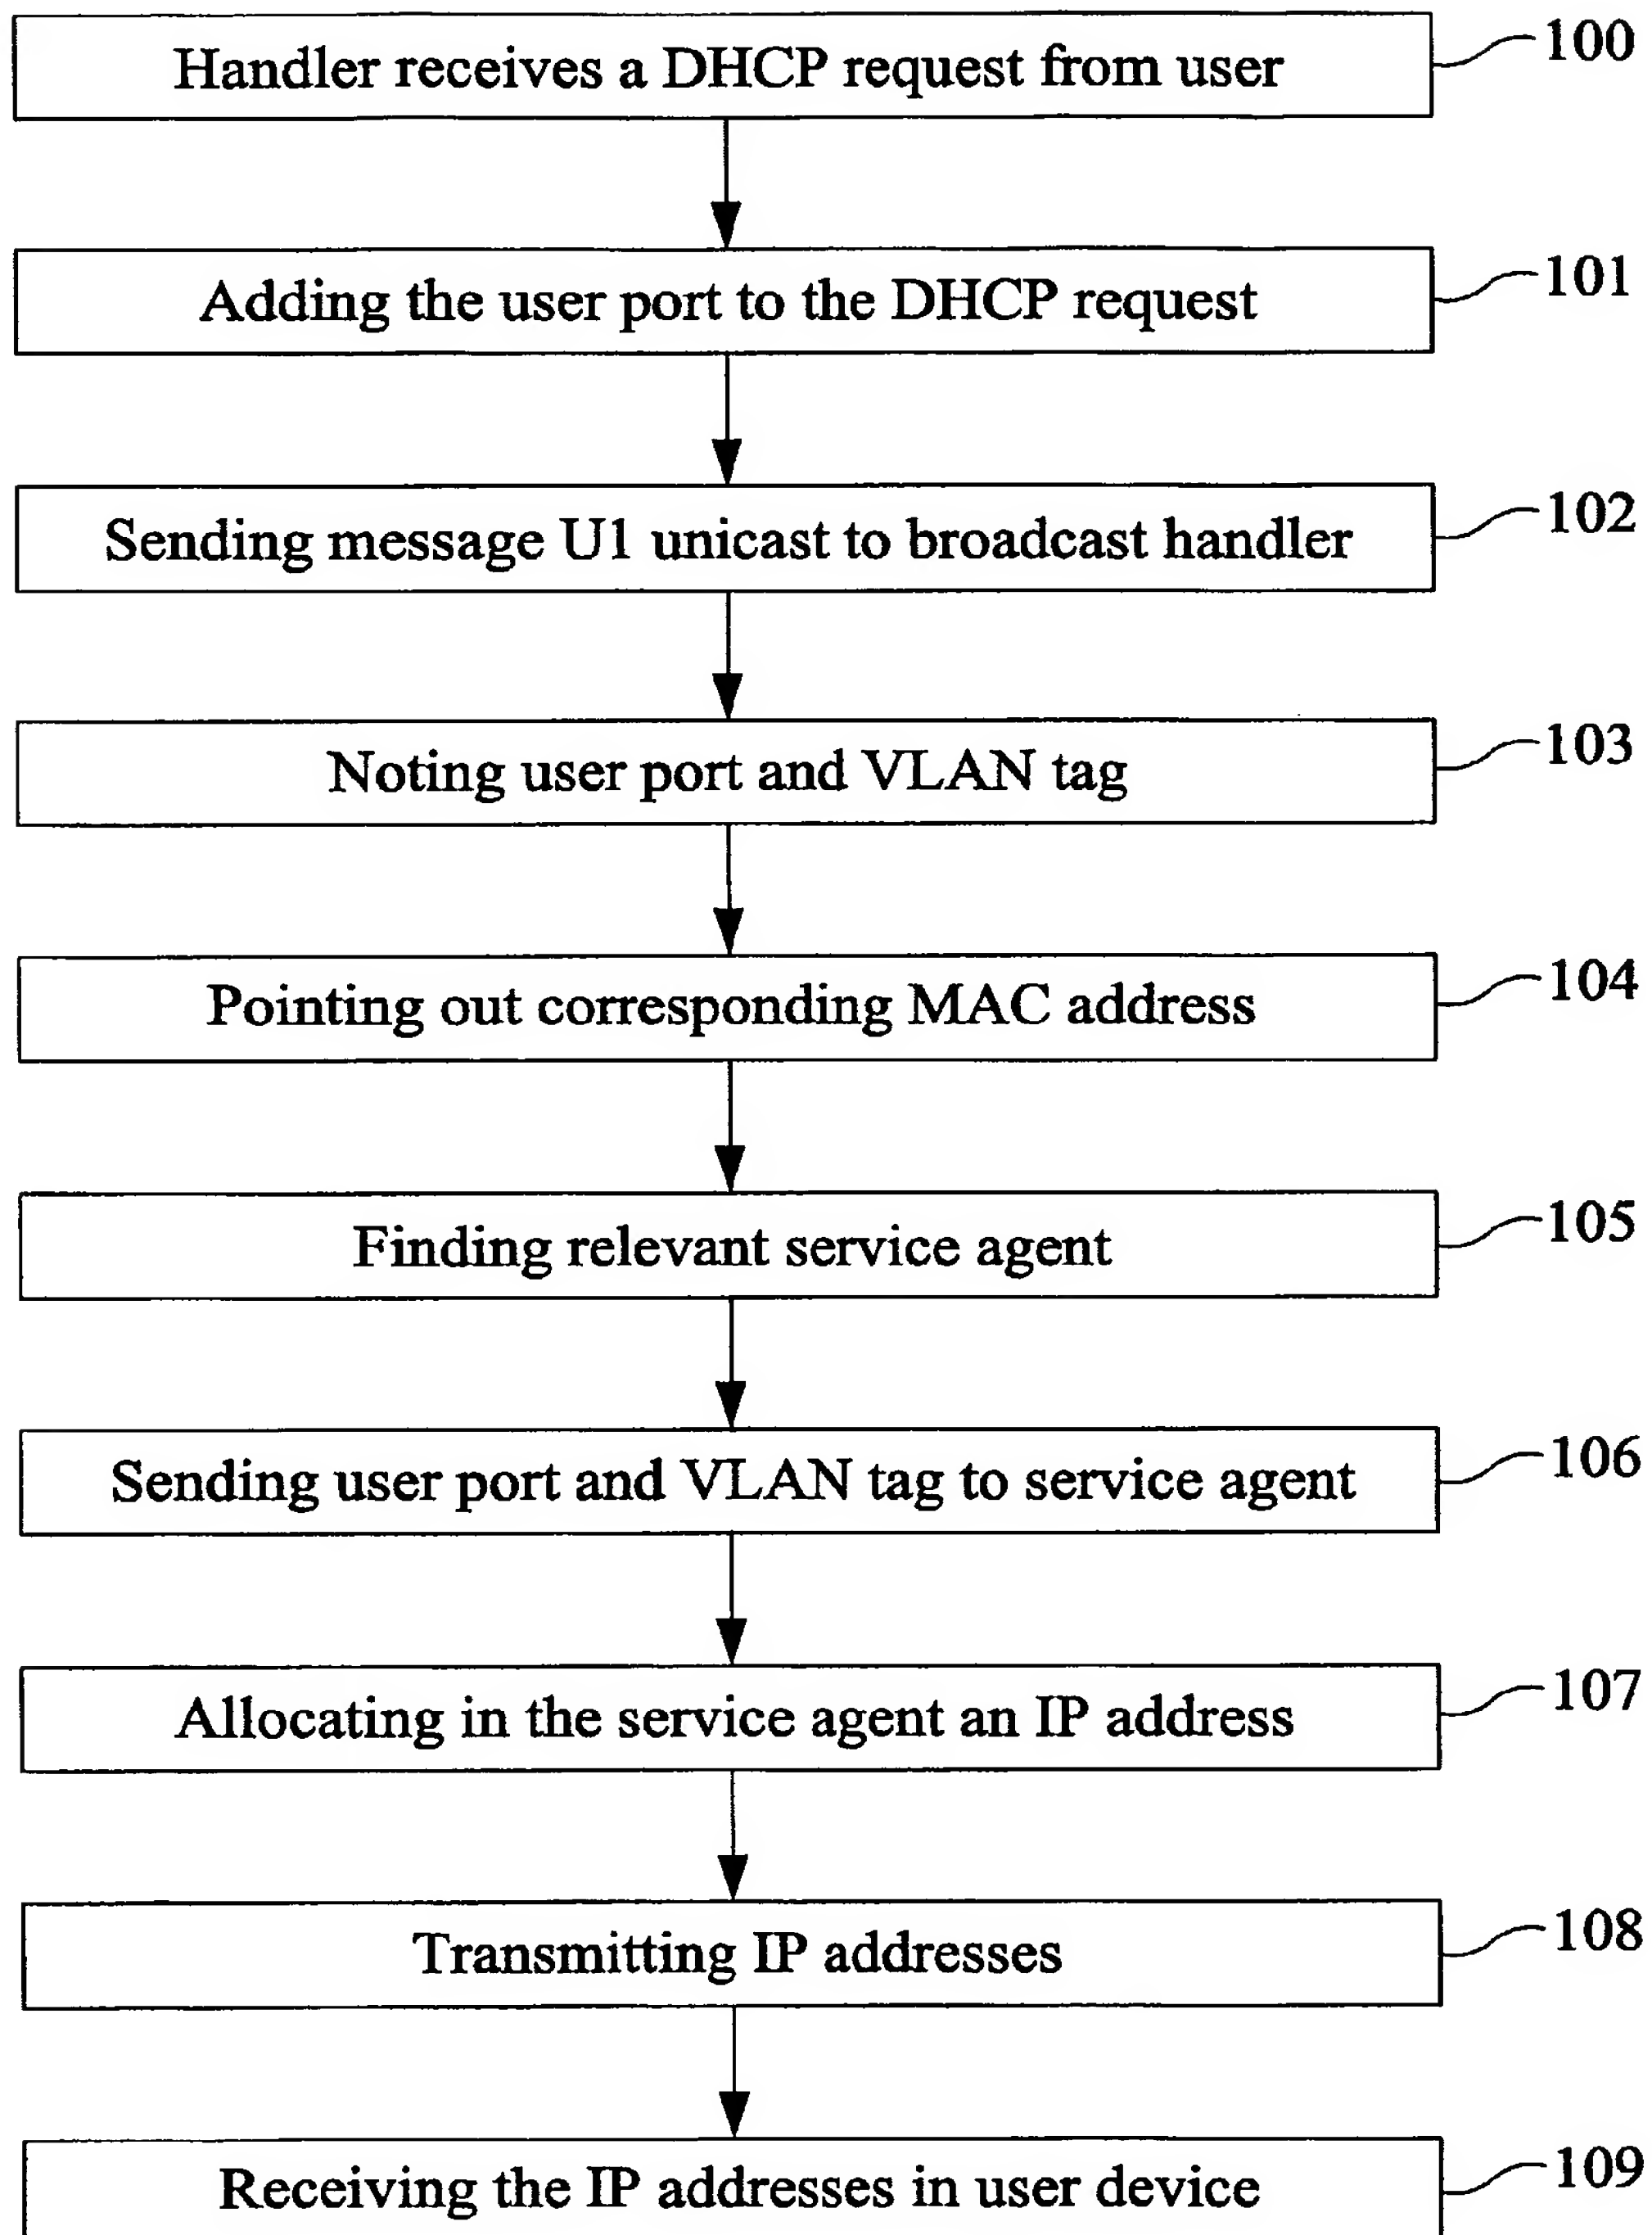 Handler receives a DHCP request from user 100
Adding the user port to the DHCP request 101
Sending message U1 unicast to broadcast handler 102
Noting user port and VLAN tag 103
Pointing out corresponding MAC address 104
Finding relevant service agent 105
Sending user port and VLAN tag to service agent 106
Allocating in the service agent an IP address 107
Transmitting IP addresses 108
Receiving the IP addresses in user device 109